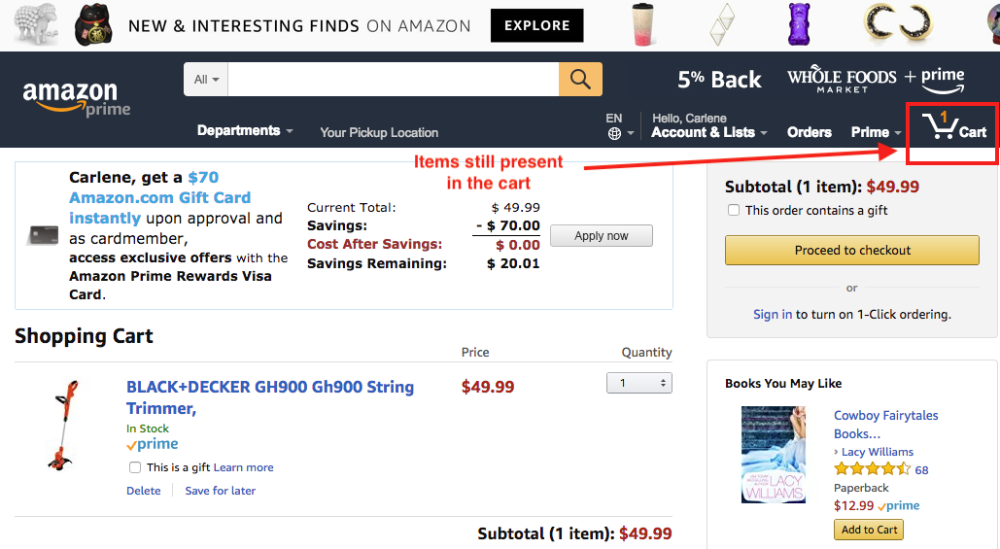 NEW & INTERESTING FINDS ON AMAZON
EXPLORE
amazon
prime
All
5% Back
WHOLE FOODS
MARKET
+ prime
Departments
Your Pickup Location
EN
Hello, Carlene
Account & Lists
Orders
Prime
1
Cart
Items still present
in the cart
Carlene, get a $70
Amazon.com Gift Card
instantly upon approval and
as cardmember,
access exclusive offers with the
Amazon Prime Rewards Visa
Card.
Current Total: $ 49.99
Savings: - $ 70.00
Cost After Savings: $ 0.00
Savings Remaining: $ 20.01
Apply now
Subtotal (1 item): $49.99
This order contains a gift
Proceed to checkout
or
Sign in to turn on 1-Click ordering.
Shopping Cart
Price
Quantity
BLACK+DECKER GH900 Gh900 String
Trimmer,
$49.99
1
In Stock
prime
This is a gift Learn more
Delete
Save for later
Subtotal (1 item): $49.99
Books You May Like
LACY
WILLIAMS
Cowboy Fairytales
Books…
› Lacy Williams
68
Paperback
$12.99 prime
Add to Cart